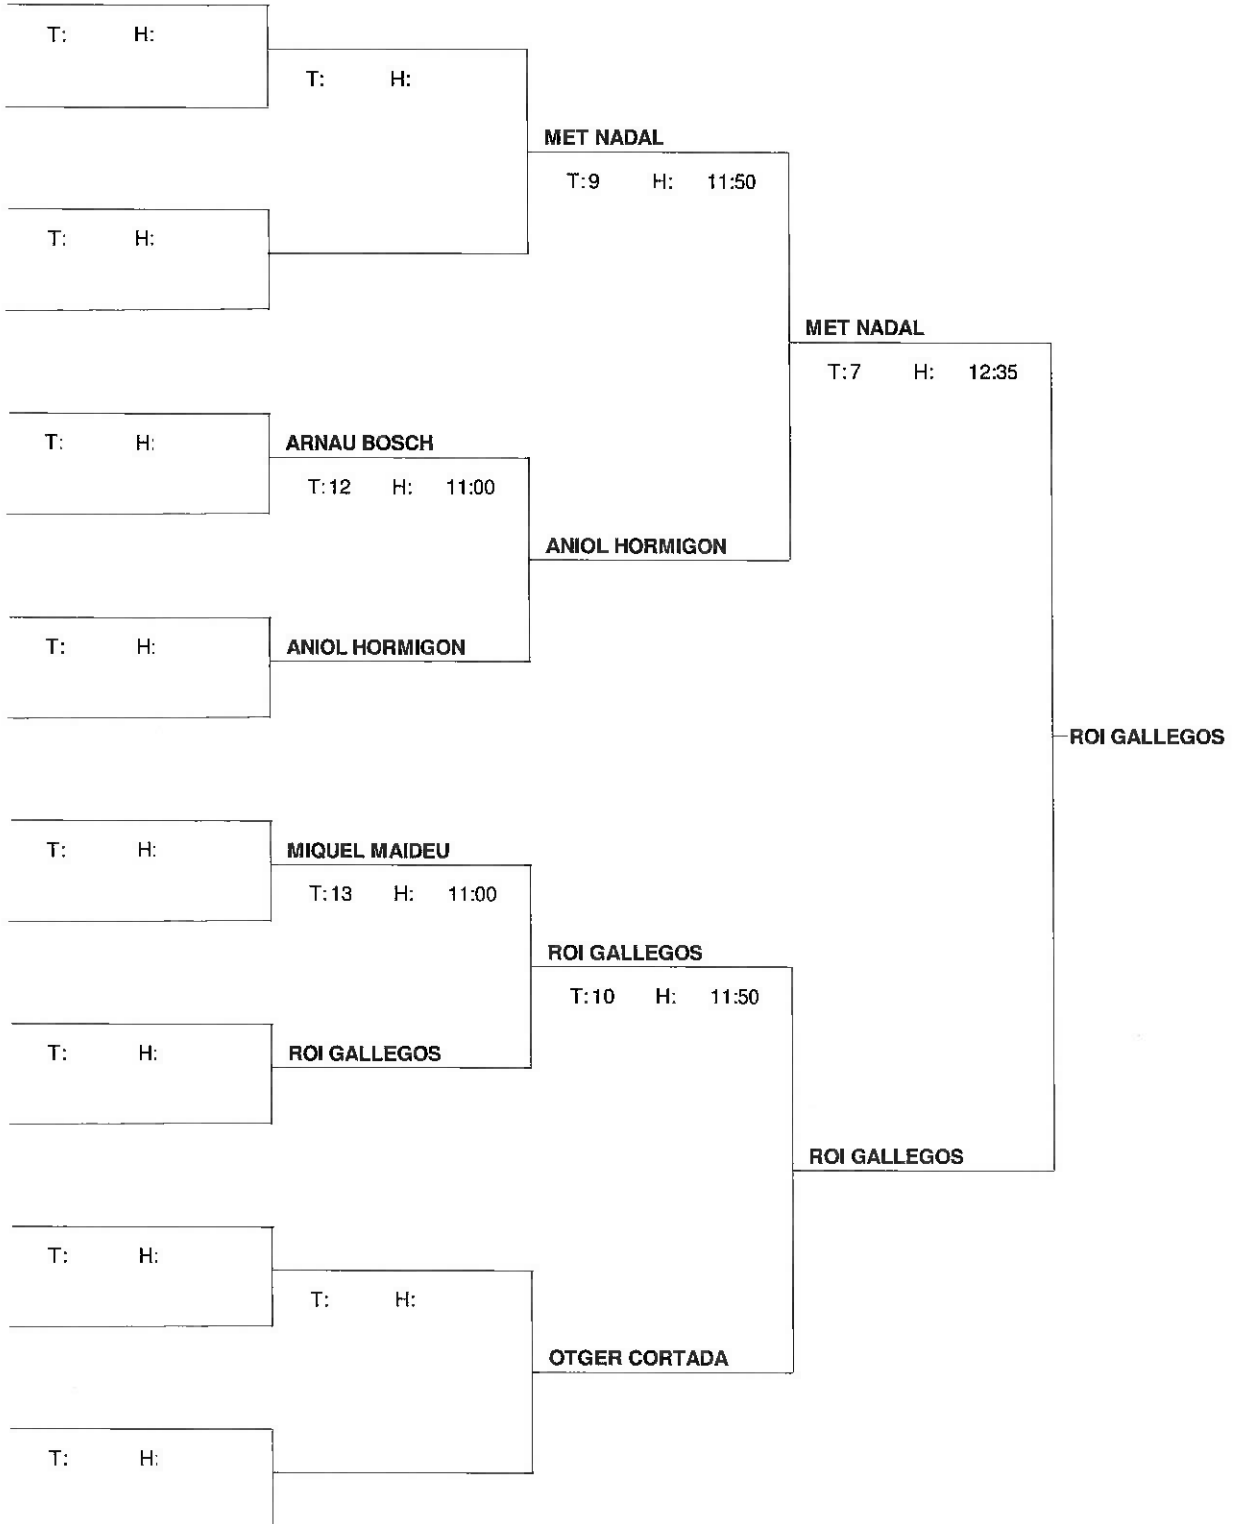 T: H:
T: H:
MET NADAL
T:9 H: 11:50
T: H:
MET NADAL
T:7 H: 12:35
T: H:
ARNAU BOSCH
T:12 H: 11:00
ANIOL HORMIGON
T: H:
ANIOL HORMIGON
ROI GALLEGOS
T: H:
MIQUEL MAIDEU
T:13 H: 11:00
ROI GALLEGOS
T:10 H: 11:50
T: H:
ROI GALLEGOS
ROI GALLEGOS
T: H:
T: H:
OTGER CORTADA
T: H: